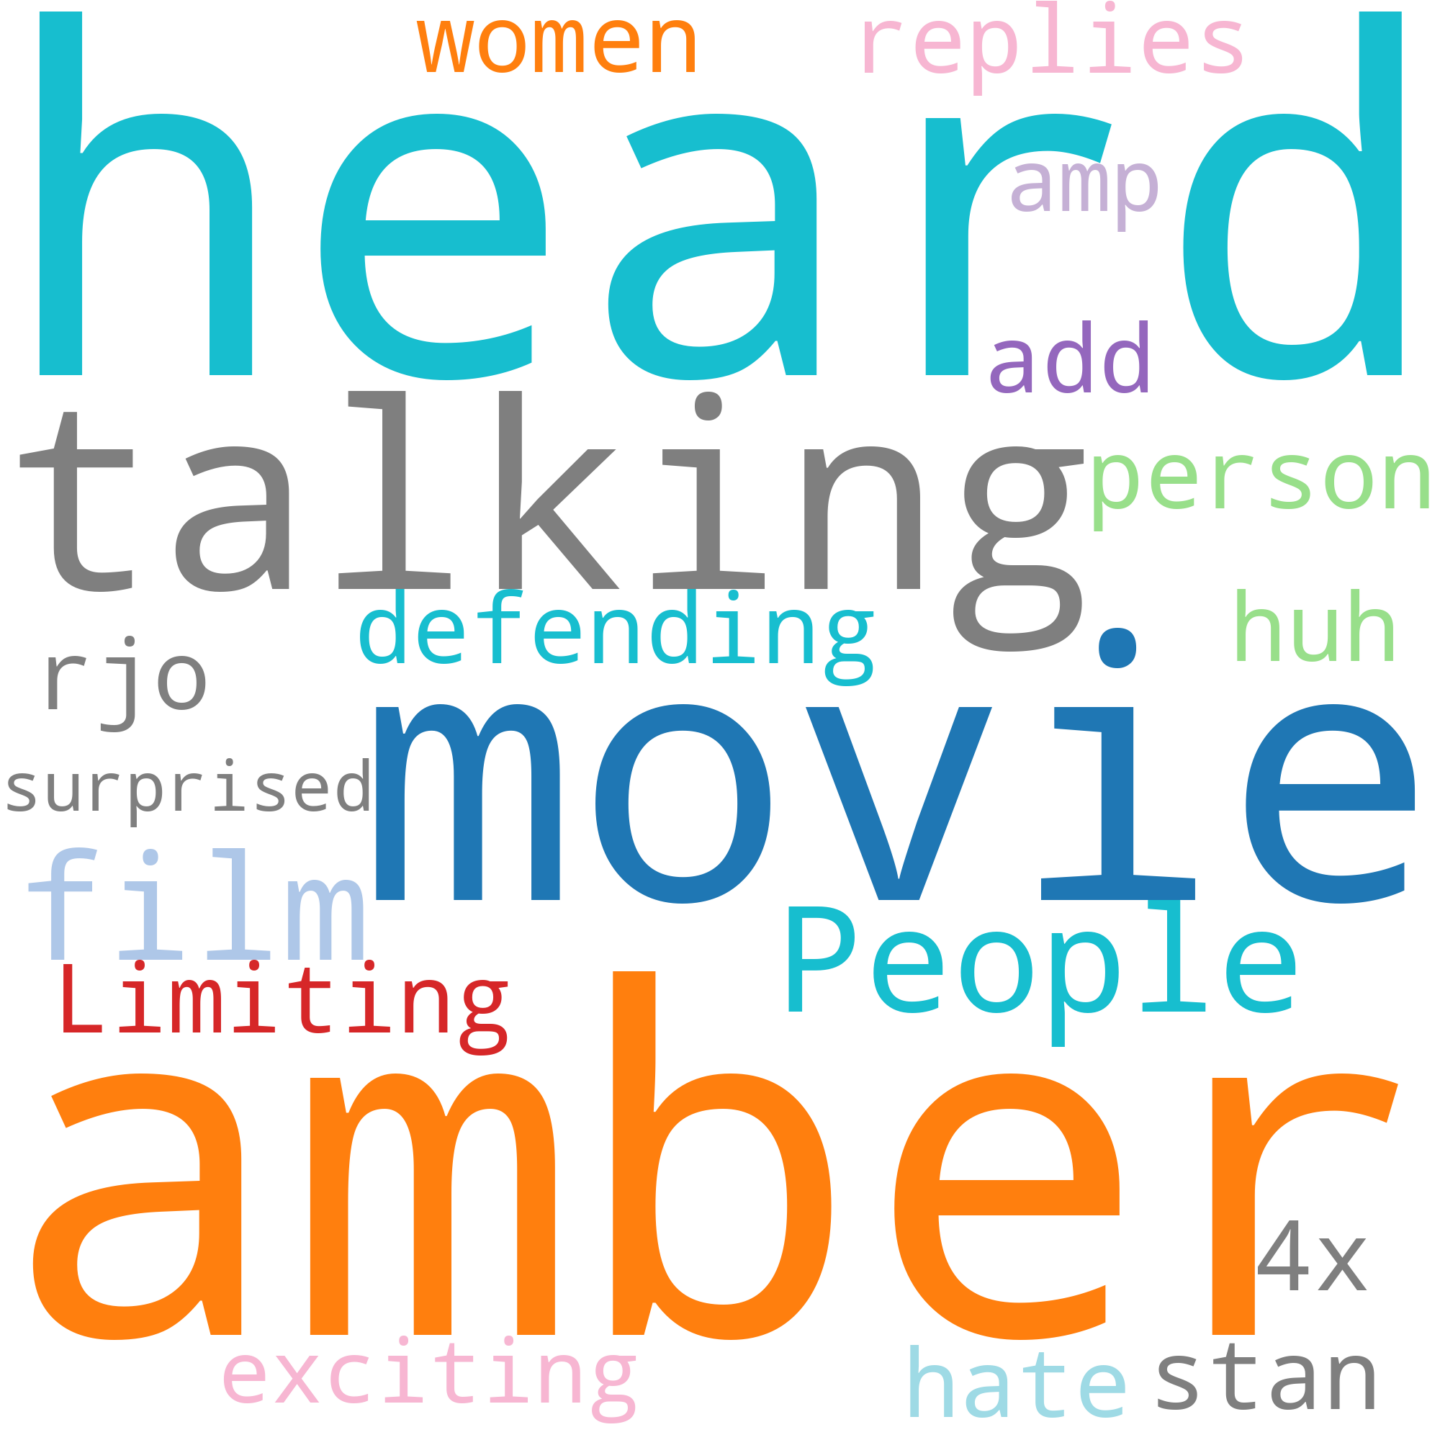 women replies
heard
amp
add
talking
person
defending huh
rjo
movie
surprised
film
People
Limiting
amber
4x
exciting hate stan